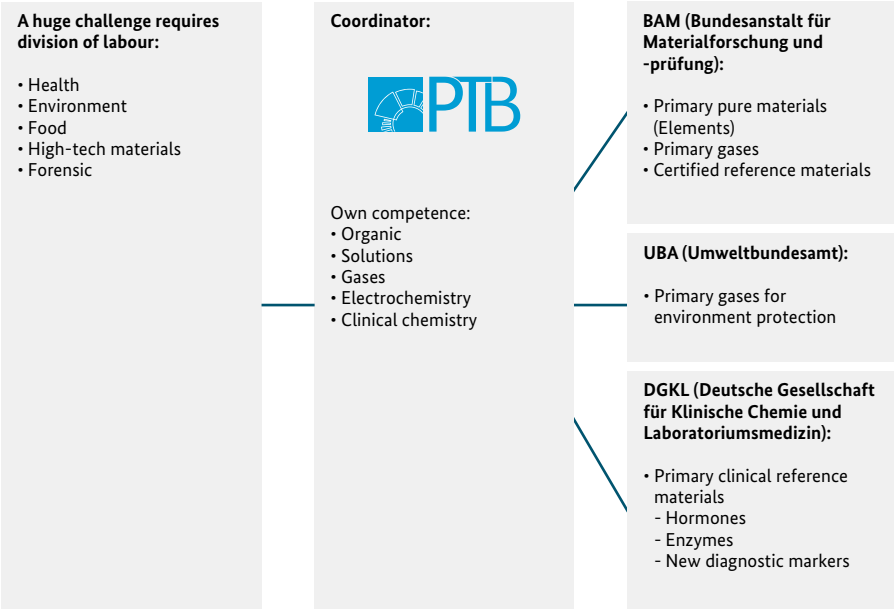 A huge challenge requires
division of labour:
• Health
• Environment
• Food
• High-tech materials
• Forensic
Coordinator:
PTB
Own competence:
• Organic
• Solutions
• Gases
• Electrochemistry
• Clinical chemistry
BAM (Bundesanstalt für
Materialforschung und
-prüfung):
• Primary pure materials
(Elements)
• Primary gases
• Certified reference materials
UBA (Umweltbundesamt):
• Primary gases for
environment protection
DGKL (Deutsche Gesellschaft
für Klinische Chemie und
Laboratoriumsmedizin):
• Primary clinical reference
materials
- Hormones
- Enzymes
- New diagnostic markers